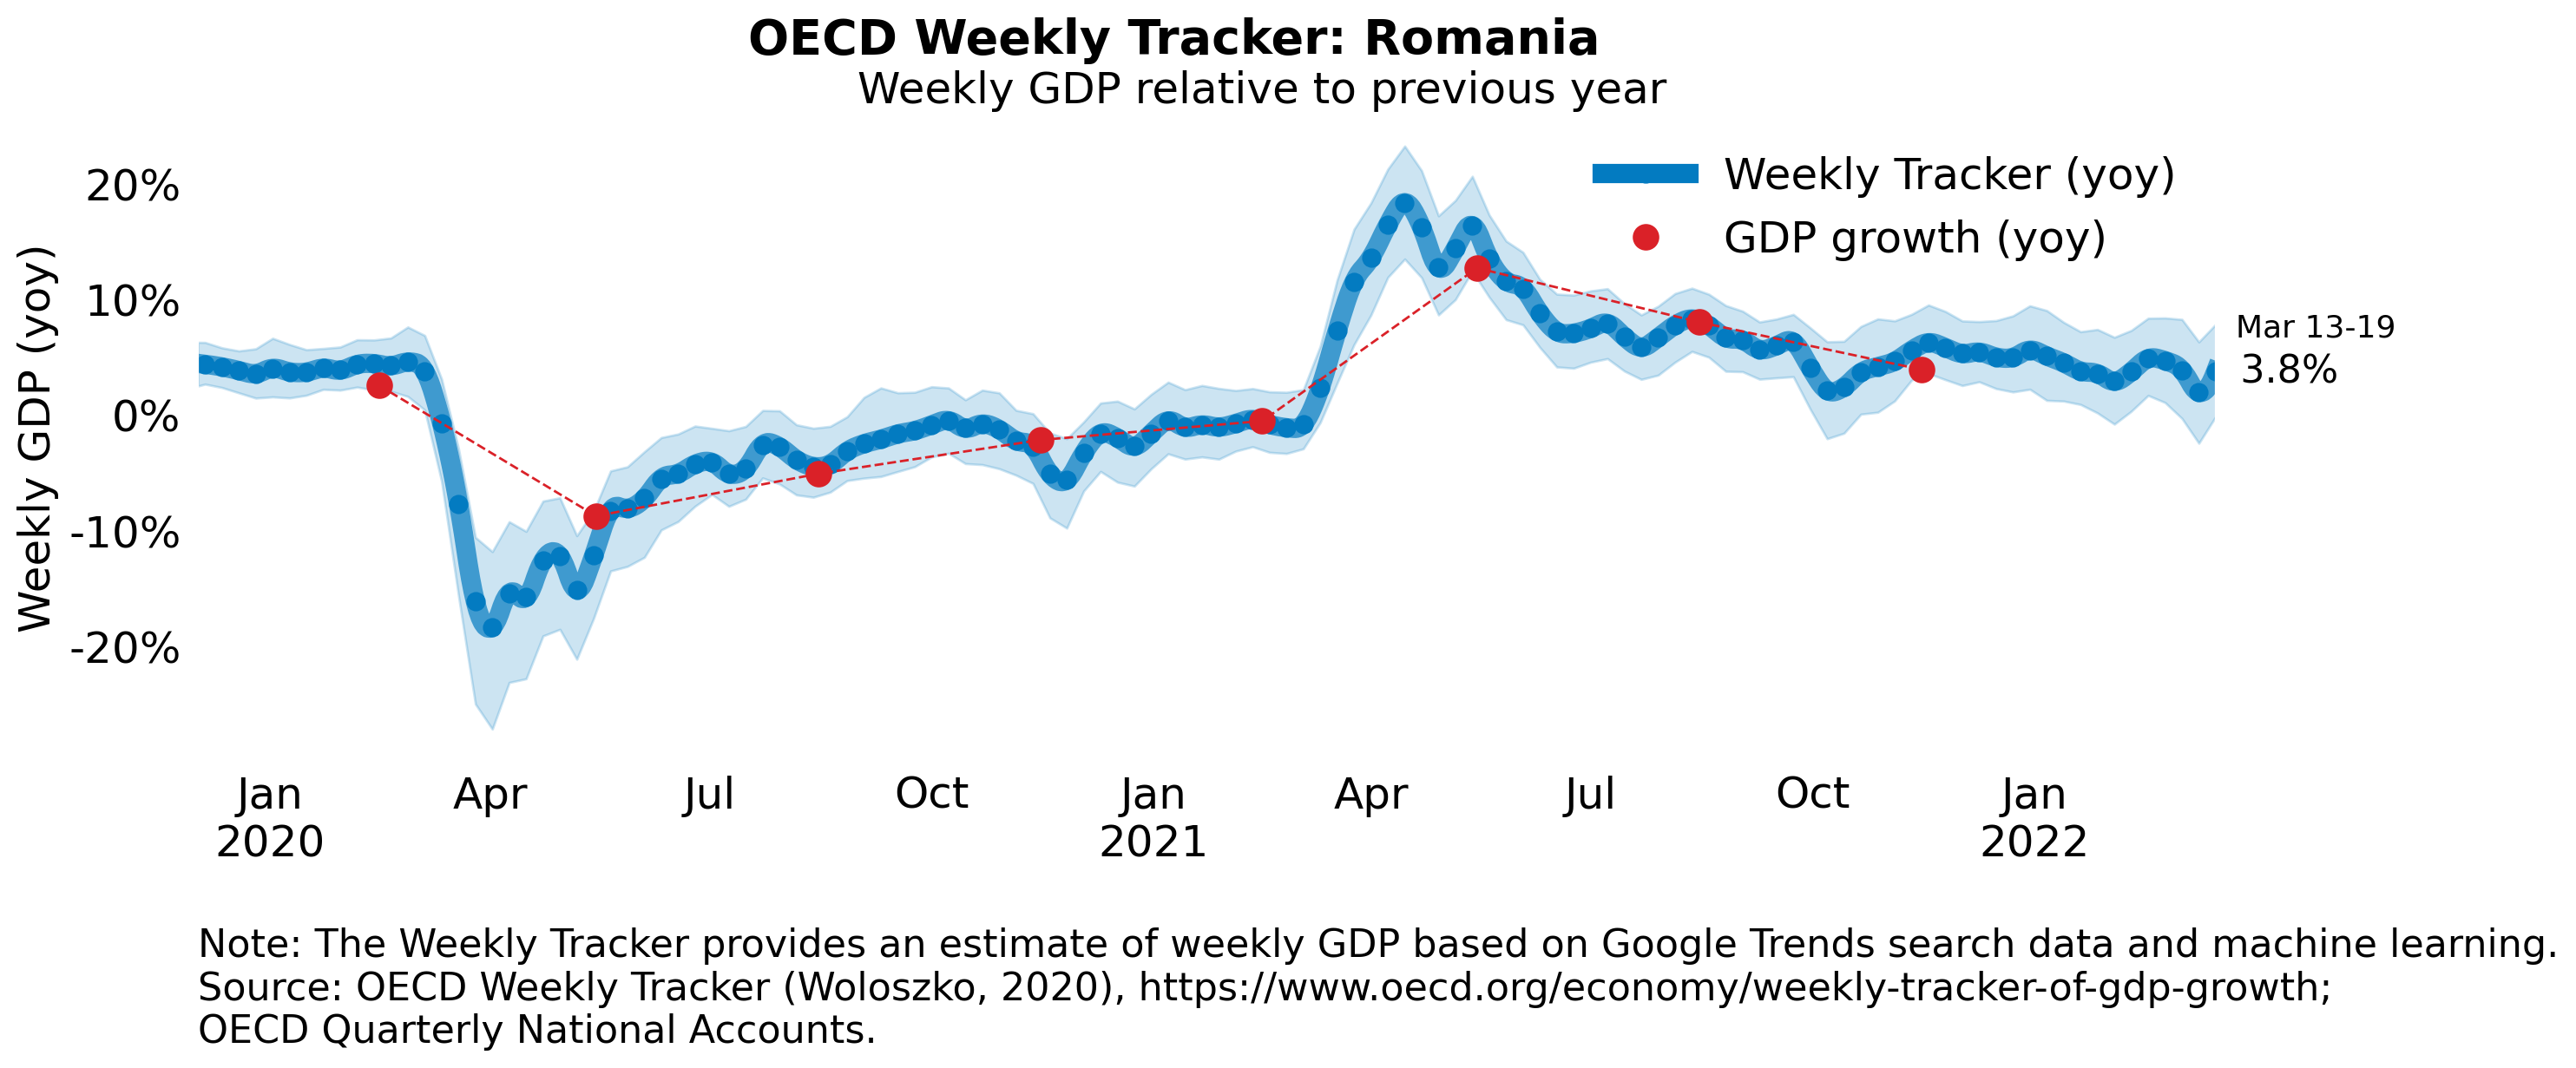 OECD Weekly Tracker: Romania
Weekly GDP relative to previous year
Weekly Tracker (yoy)
GDP growth (yoy)
Weekly GDP (yoy)
20%
10%
0%
-10%
-20%
Mar 13-19
3.8%
Jan Apr Jul Oct Jan Apr Jul Oct Jan
2020 2021 2022
Note: The Weekly Tracker provides an estimate of weekly GDP based on Google Trends search data and machine learning.
Source: OECD Weekly Tracker (Woloszko, 2020), https://www.oecd.org/economy/weekly-tracker-of-gdp-growth;
OECD Quarterly National Accounts.